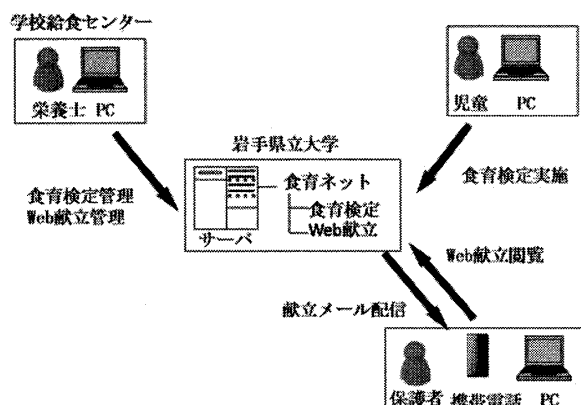 学校給食センター
栄養士 PC
児童 PC
岩手県立大学
食育ネット
食育検定
Web献立
サーバ
食育検定管理
Web献立管理
食育検定実施
Web献立閲覧
献立メール配信
保護者 携帯電話 PC